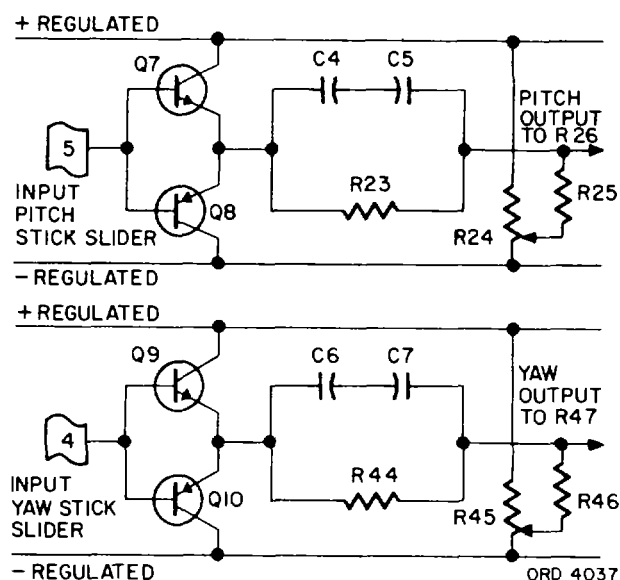 + REGULATED
Q7
C4
C5
PITCH
OUTPUT
TO R26
5
R23
R25
INPUT
PITCH
STICK SLIDER
Q8
R24
− REGULATED
+ REGULATED
Q9
C6
C7
YAW
OUTPUT
TO R47
4
R44
R46
INPUT
YAW STICK
SLIDER
Q10
R45
− REGULATED
ORD 4037